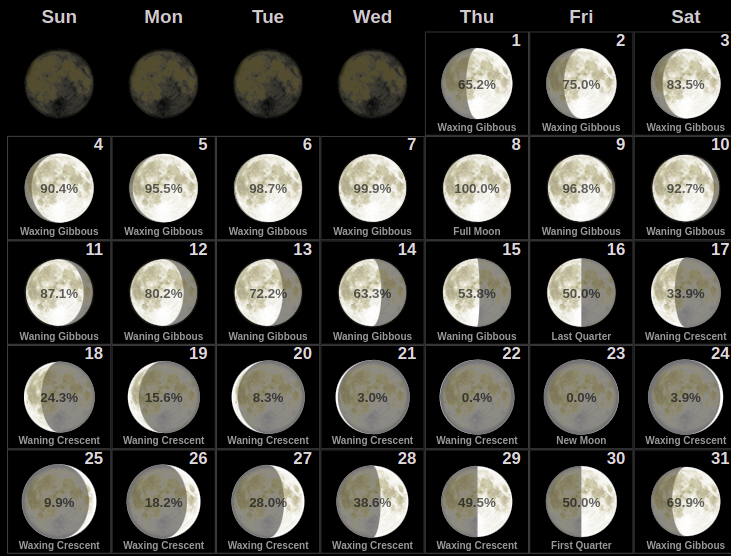 Sun Mon Tue Wed Thu Fri Sat
1 2 3
65.2% 75.0% 83.5%
Waxing Gibbous Waxing Gibbous Waxing Gibbous
4 5 6 7 8 9 10
90.4% 95.5% 98.7% 99.9% 100.0% 96.8% 92.7%
Waxing Gibbous Waxing Gibbous Waxing Gibbous Waxing Gibbous Full Moon Waning Gibbous Waning Gibbous
11 12 13 14 15 16 17
87.1% 80.2% 72.2% 63.3% 53.8% 50.0% 33.9%
Waning Gibbous Waning Gibbous Waning Gibbous Waning Gibbous Waning Gibbous Last Quarter Waning Crescent
18 19 20 21 22 23 24
24.3% 15.6% 8.3% 3.0% 0.4% 0.0% 3.9%
Waning Crescent Waning Crescent Waning Crescent Waning Crescent Waning Crescent New Moon Waxing Crescent
25 26 27 28 29 30 31
9.9% 18.2% 28.0% 38.6% 49.5% 50.0% 69.9%
Waxing Crescent Waxing Crescent Waxing Crescent Waxing Crescent Waxing Crescent First Quarter Waxing Gibbous